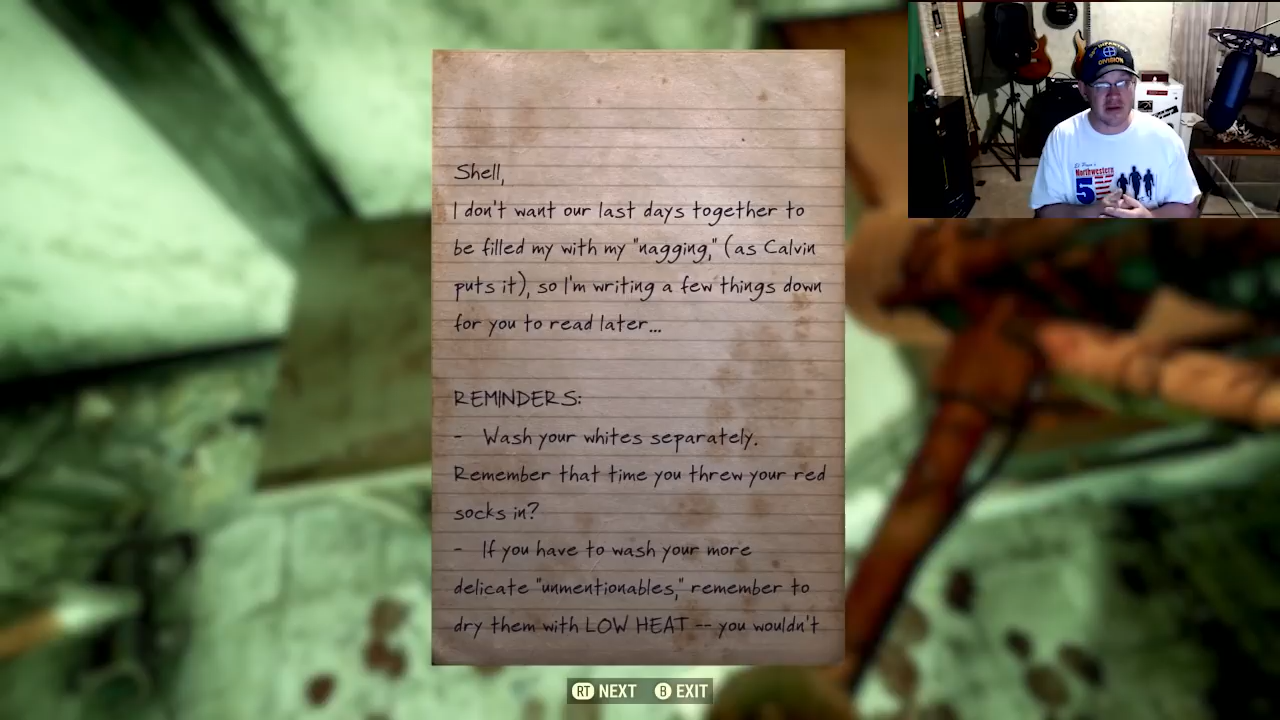 Shell,
I don't want our last days together to
be filled my with my "nagging," (as Calvin
puts it), so I'm writing a few things down
for you to read later...
REMINDERS:
- Wash your whites separately.
Remember that time you threw your red
socks in?
- If you have to wash your more
delicate "unmentionables," remember to
dry them with LOW HEAT -- you wouldn't
RT NEXT B EXIT
DIVISION
Northwestern
5